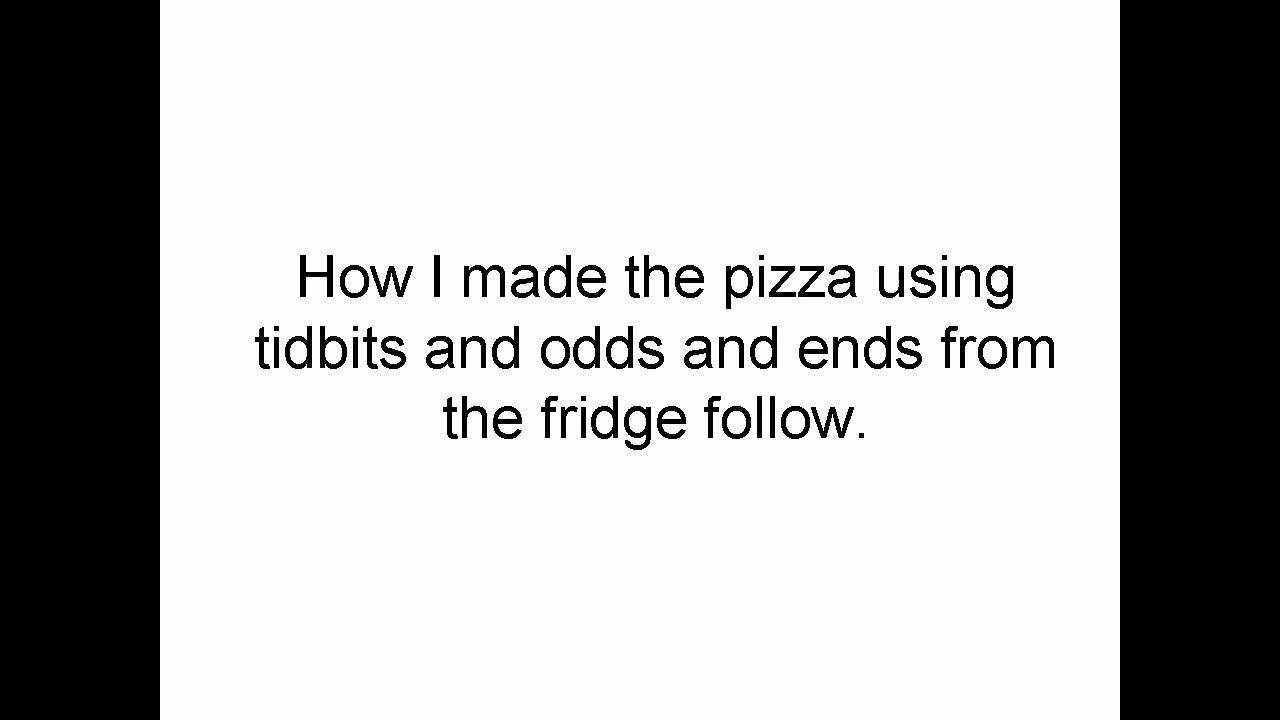 How I made the pizza using
tidbits and odds and ends from
the fridge follow.